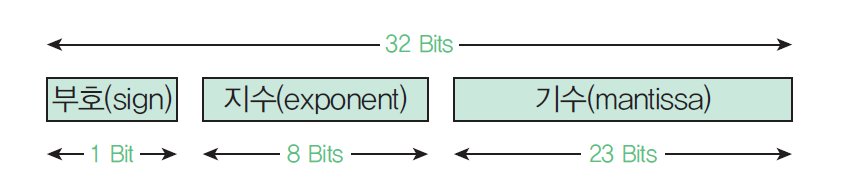 32 Bits
부호(sign) 지수(exponent) 기수(mantissa)
1 Bit 8 Bits 23 Bits